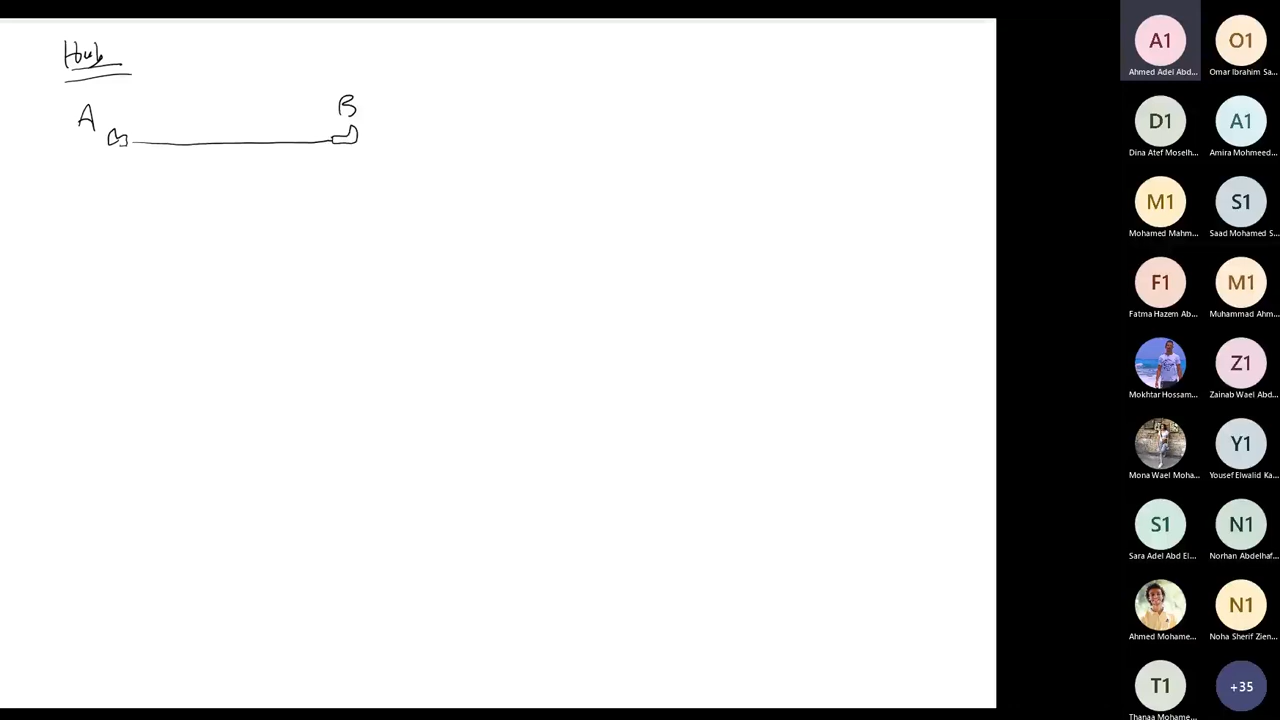 Hub
A B
A1 O1
Ahmed Adel Abd... Omar Ibrahim Sa...
D1 A1
Dina Atef Moselh... Amira Mohmeed...
M1 S1
Mohamed Mahm... Saad Mohamed S...
F1 M1
Fatma Hazem Ab... Muhammad Ahm...
Z1
Mokhtar Hossam... Zainab Wael Abd...
Y1
Mona Wael Moha... Yousef Elwalid Ka...
S1 N1
Sara Adel Abd El... Norhan Abdelhaf...
N1
Ahmed Mohame... Noha Sherif Zien...
T1 +35
Thanaa Mohame...